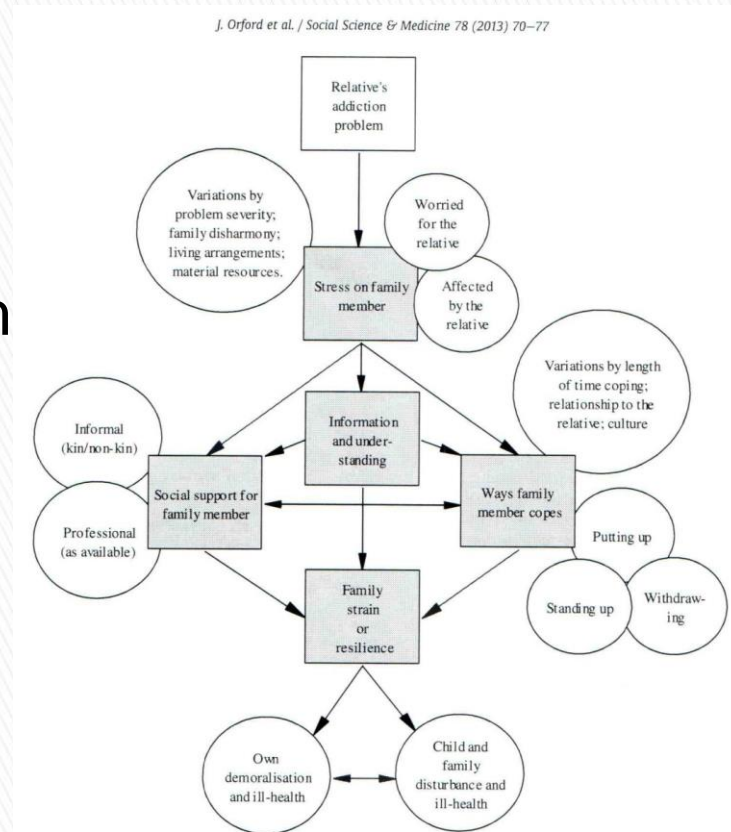 J. Orford et al. / Social Science & Medicine 78 (2013) 70–77
Relative's
addiction
problem
Variations by
problem severity;
family disharmony;
living arrangements;
material resources.
Worried
for the
relative
Stress on family
member
Affected
by the
relative
Variations by length
of time coping;
relationship to the
relative; culture
Informal
(kin/non-kin)
Information
and under-
standing
Social support for
family member
Ways family
member copes
Professional
(as available)
Putting up
Standing up
Withdraw-
ing
Family
strain
or
resilience
Own
demoralisation
and ill-health
Child and
family
disturbance and
ill-health